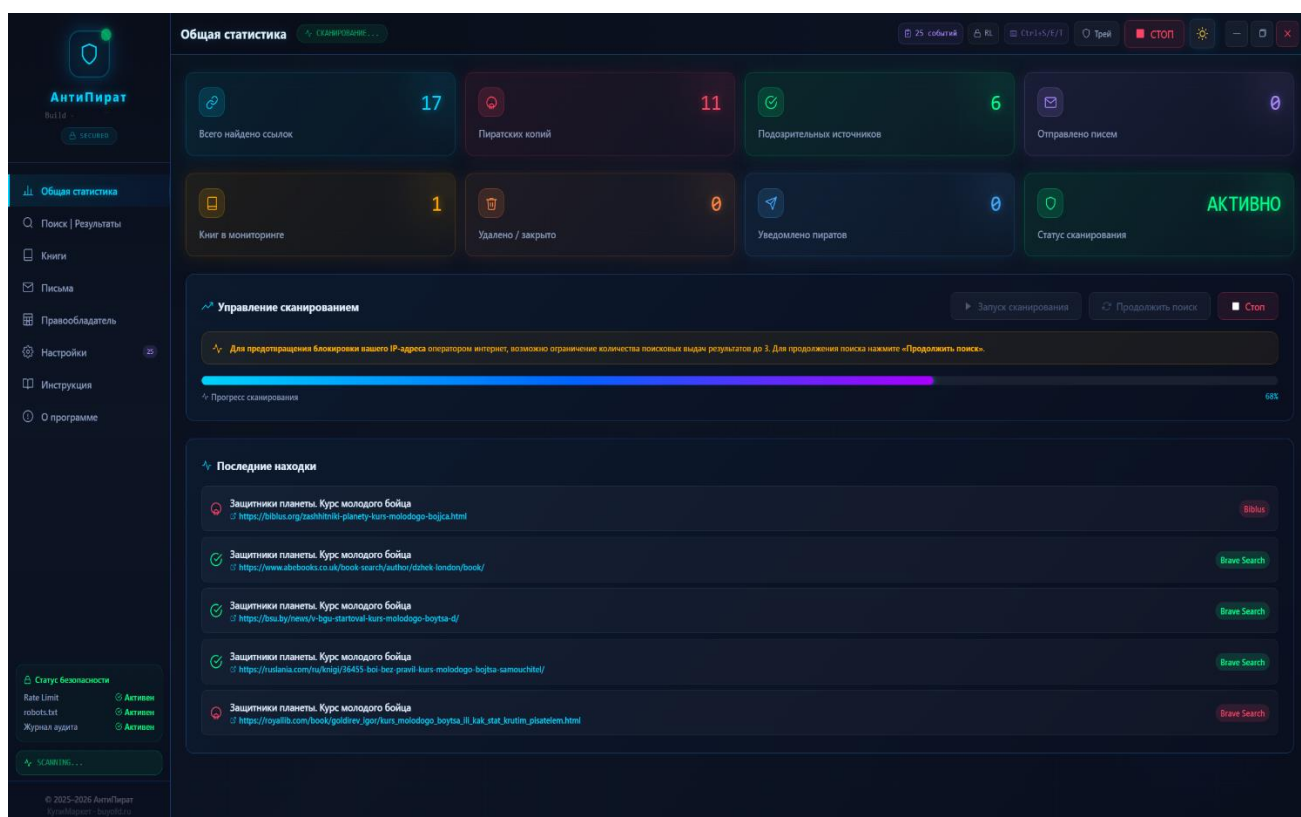 АнтиПират
Build :
SECURED
Общая статистика
Поиск | Результаты
Книги
Письма
Правообладатель
Настройки 25
Инструкция
О программе
Статус безопасности
Rate Limit Активен
robots.txt Активен
Журнал аудита Активен
SCANNING...
© 2025–2026 АнтиПират
КупиМаркет - buyold.ru
Общая статистика СКАНИРОВАНИЕ...
25 событий RL Ctrl+S/E/T Трей СТОП
17
Всего найдено ссылок
11
Пиратских копий
6
Подозрительных источников
0
Отправлено писем
1
Книг в мониторинге
0
Удалено / закрыто
0
Уведомлено пиратов
АКТИВНО
Статус сканирования
Управление сканированием Запуск сканирования Продолжить поиск Стоп
Для предотвращения блокировки вашего IP-адреса оператором интернет, возможно ограничение количества поисковых выдач результатов до 3. Для продолжения поиска нажмите «Продолжить поиск».
Прогресс сканирования 68%
Последние находки
Защитники планеты. Курс молодого бойца
https://biblus.org/zashhitniki-planety-kurs-molodogo-bojjca.html
Biblus
Защитники планеты. Курс молодого бойца
https://www.abebooks.co.uk/book-search/author/dzhek-london/book/
Brave Search
Защитники планеты. Курс молодого бойца
https://bsu.by/news/v-bgu-startoval-kurs-molodogo-boytsa-d/
Brave Search
Защитники планеты. Курс молодого бойца
https://ruslania.com/ru/knigi/36455-boi-bez-pravil-kurs-molodogo-bojtsa-samouchitel/
Brave Search
Защитники планеты. Курс молодого бойца
https://royallib.com/book/goldirev_igor/kurs_molodogo_boytsa_ili_kak_stat_krutim_pisatelem.html
Brave Search